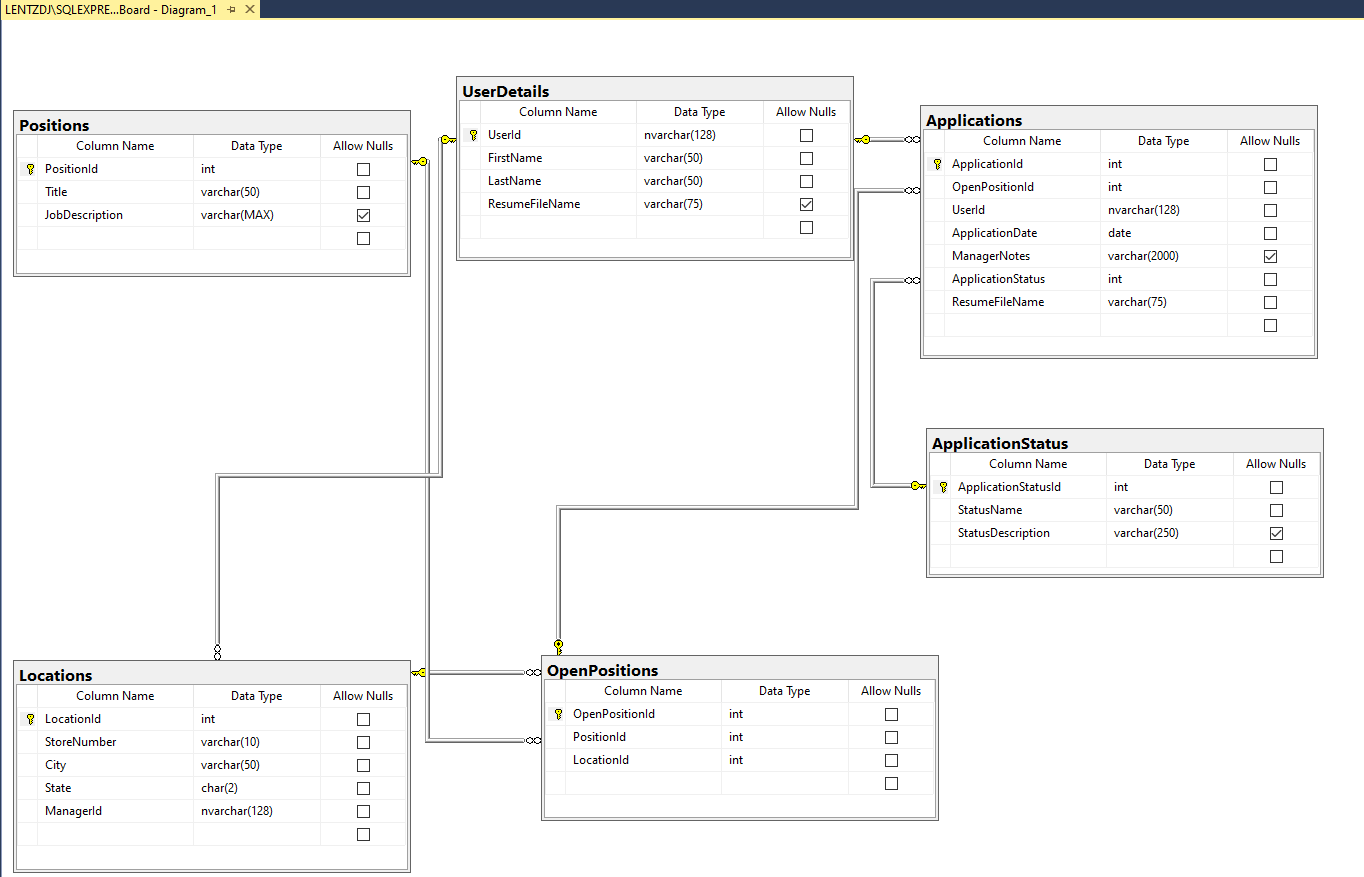 LENTZDJ\SQLEXPRE...Board - Diagram_1
Positions
Column Name Data Type Allow Nulls
PositionId int
Title varchar(50)
JobDescription varchar(MAX)
UserDetails
Column Name Data Type Allow Nulls
UserId nvarchar(128)
FirstName varchar(50)
LastName varchar(50)
ResumeFileName varchar(75)
Applications
Column Name Data Type Allow Nulls
ApplicationId int
OpenPositionId int
UserId nvarchar(128)
ApplicationDate date
ManagerNotes varchar(2000)
ApplicationStatus int
ResumeFileName varchar(75)
ApplicationStatus
Column Name Data Type Allow Nulls
ApplicationStatusId int
StatusName varchar(50)
StatusDescription varchar(250)
Locations
Column Name Data Type Allow Nulls
LocationId int
StoreNumber varchar(10)
City varchar(50)
State char(2)
ManagerId nvarchar(128)
OpenPositions
Column Name Data Type Allow Nulls
OpenPositionId int
PositionId int
LocationId int